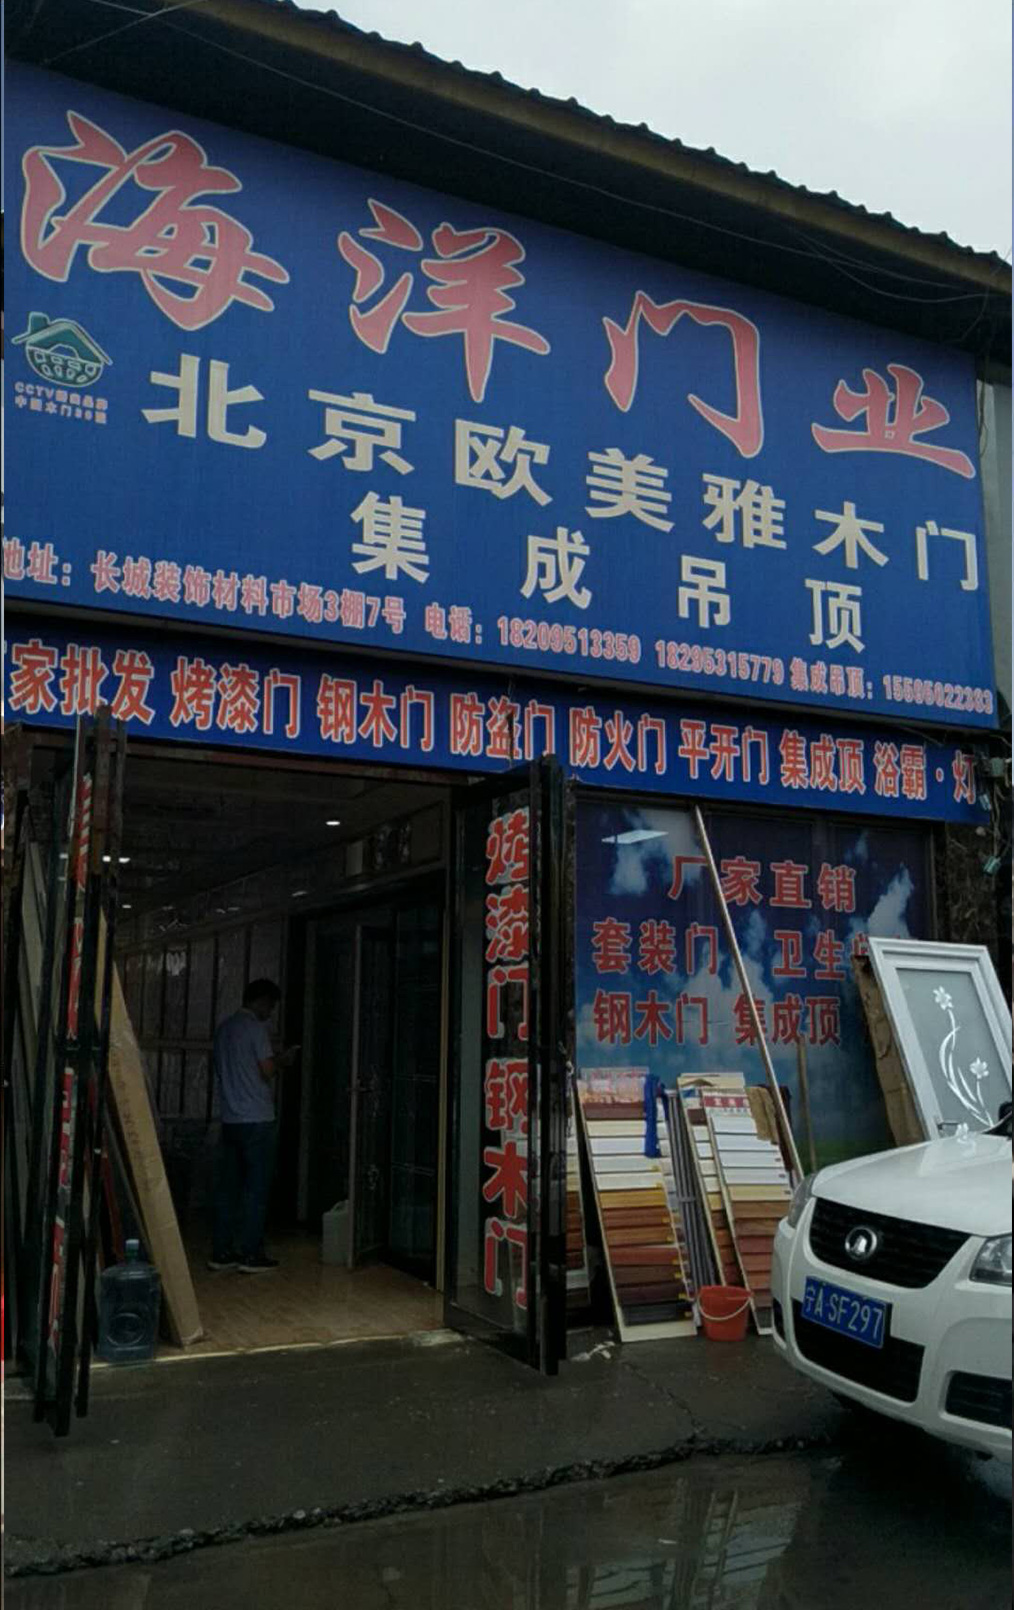 海洋门业
北京欧美雅木门
集成吊顶
地址：长城装饰材料市场3棚7号 电话：18209513359 18295315779 集成吊顶：15595022383
厂家批发 烤漆门 钢木门 防盗门 防火门 平开门 集成顶 浴霸·灯
烤漆门 钢木门
厂家直销
套装门 卫生
钢木门 集成顶
宁A·SF297